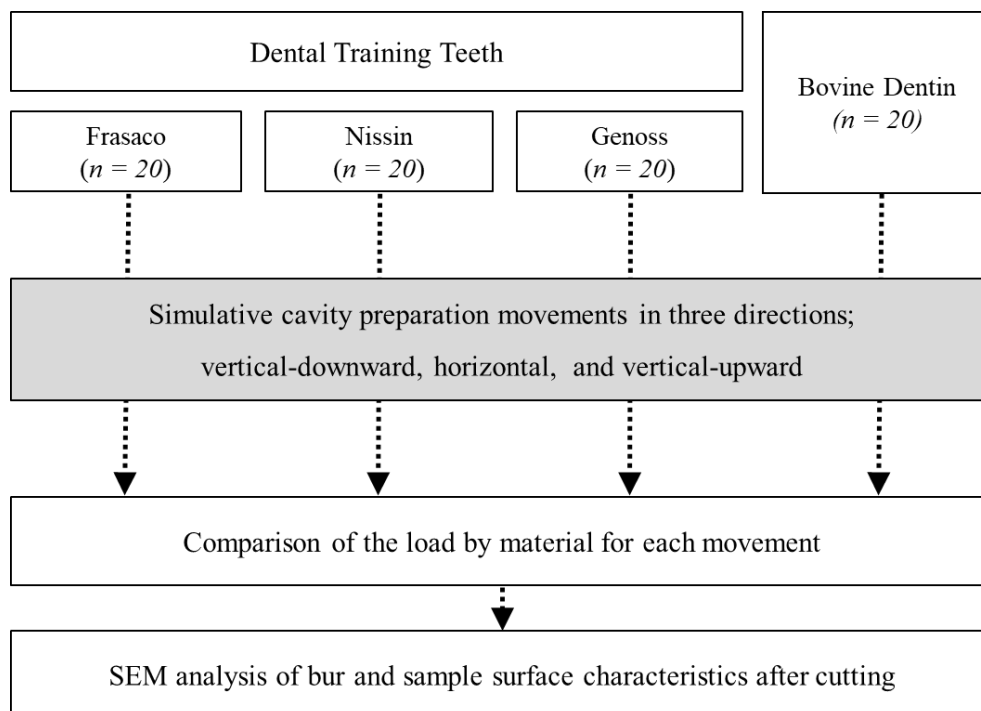 Dental Training Teeth
Bovine Dentin
(n = 20)
Frasaco
(n = 20)
Nissin
(n = 20)
Genoss
(n = 20)
Simulative cavity preparation movements in three directions;
vertical-downward, horizontal, and vertical-upward
Comparison of the load by material for each movement
SEM analysis of bur and sample surface characteristics after cutting